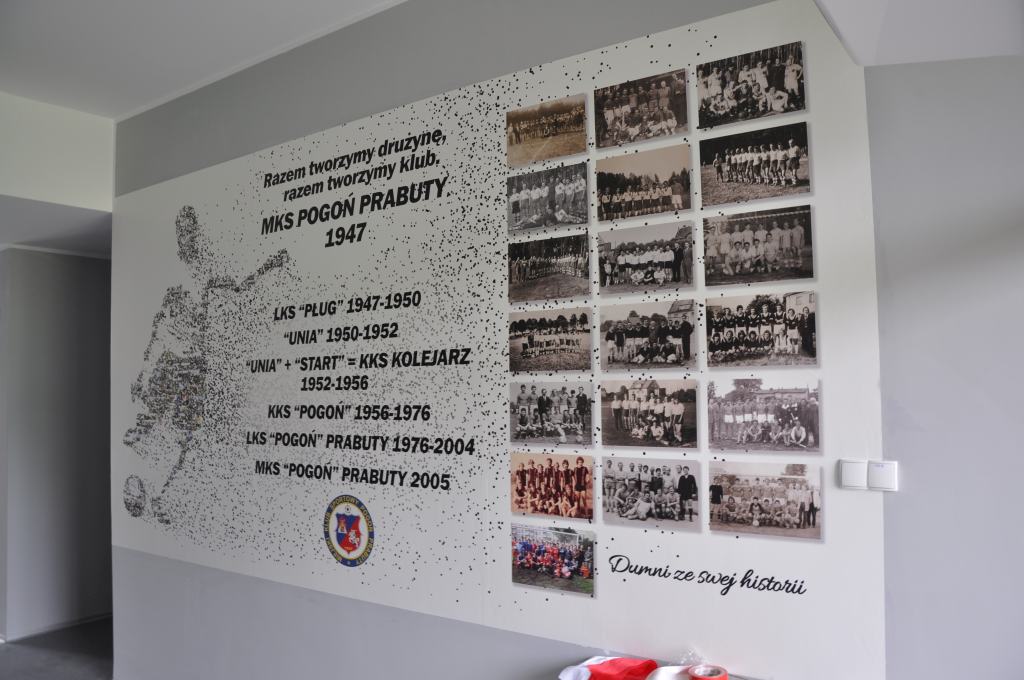 Razem tworzymy drużynę,
razem tworzymy klub.
MKS POGOŃ PRABUTY
1947
LKS "PŁUG" 1947-1950
"UNIA" 1950-1952
"UNIA" + "START" = KKS KOLEJARZ
1952-1956
KKS "POGOŃ" 1956-1976
LKS "POGOŃ" PRABUTY 1976-2004
MKS "POGOŃ" PRABUTY 2005
Dumni ze swej historii